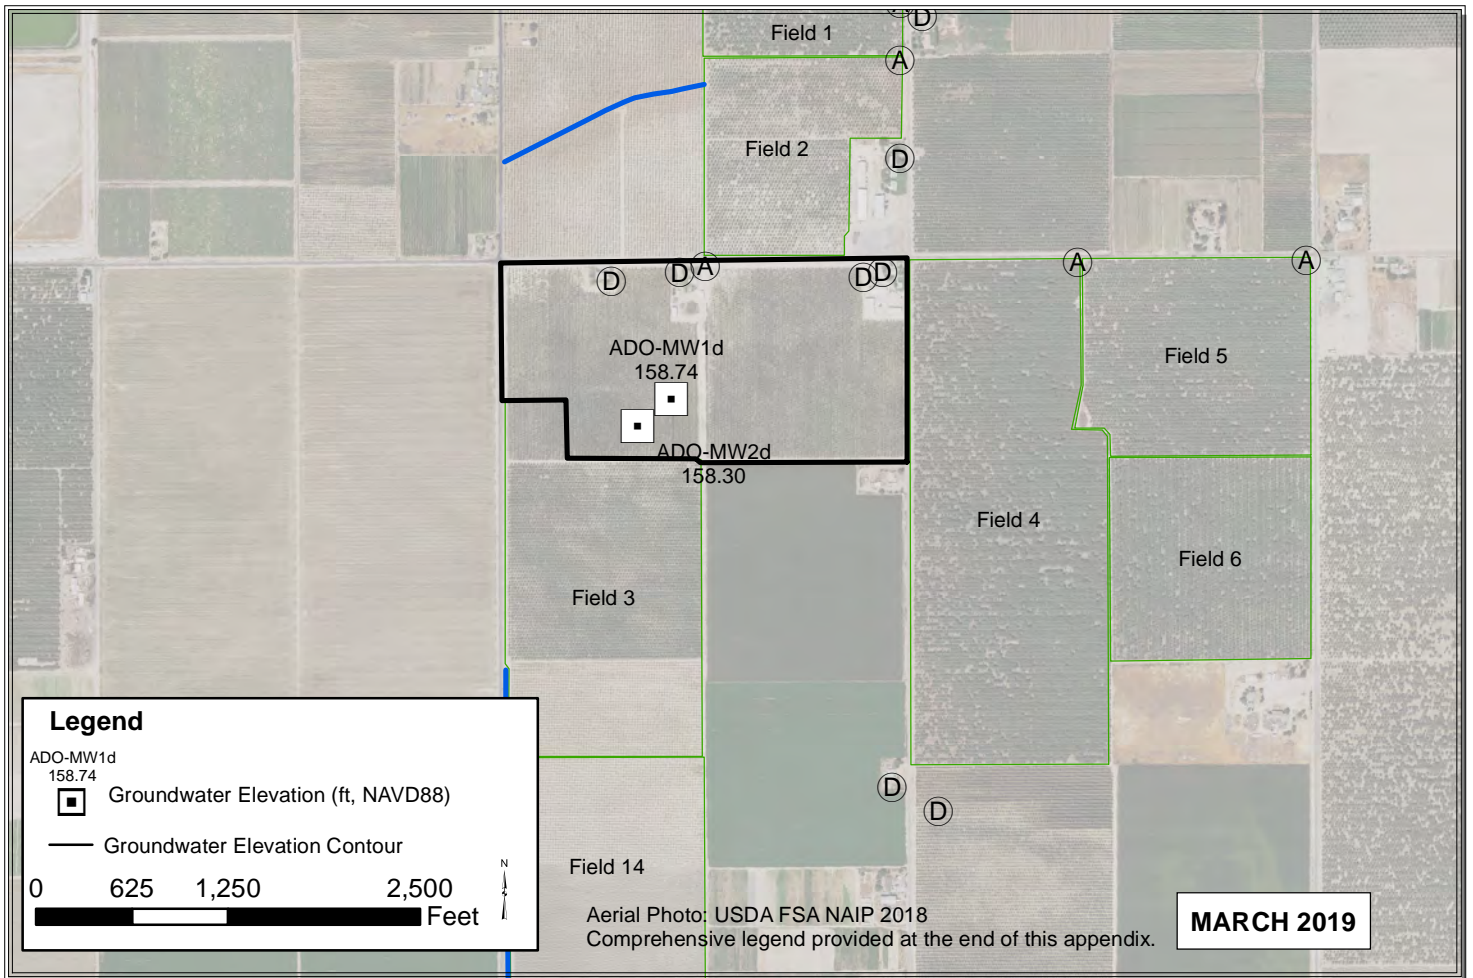 A
D
Field 1
A
Field 2
D
D
D
A
D
D
A
A
ADO-MW1d
158.74
Field 5
ADO-MW2d
158.30
Field 4
Field 6
Field 3
Legend
ADO-MW1d
158.74
Groundwater Elevation (ft, NAVD88)
Groundwater Elevation Contour
0 625 1,250 2,500
Feet
N
D
D
Field 14
Aerial Photo: USDA FSA NAIP 2018
Comprehensive legend provided at the end of this appendix.
MARCH 2019